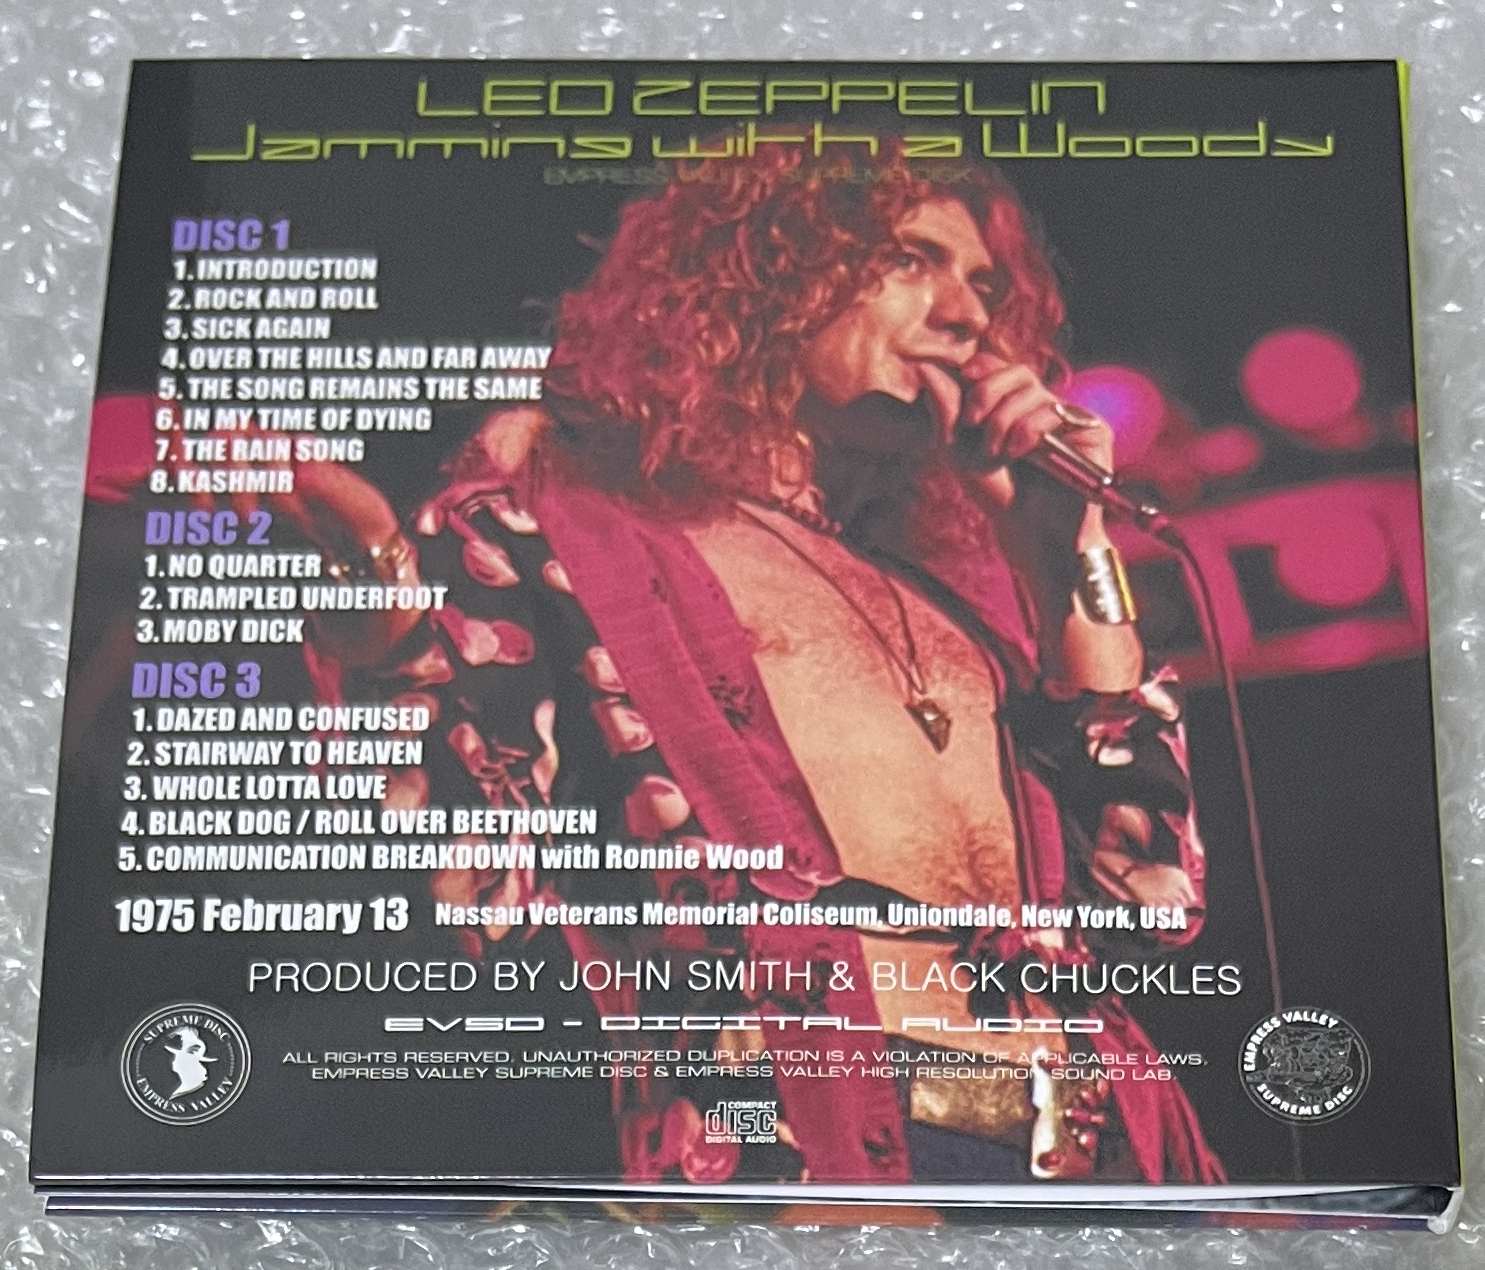 LED ZEPPELIN
Jamming with a Woody
EMPRESS VALLEY SUPREME DISK
DISC 1
1. INTRODUCTION
2. ROCK AND ROLL
3. SICK AGAIN
4. OVER THE HILLS AND FAR AWAY
5. THE SONG REMAINS THE SAME
6. IN MY TIME OF DYING
7. THE RAIN SONG
8. KASHMIR
DISC 2
1. NO QUARTER
2. TRAMPLED UNDERFOOT
3. MOBY DICK
DISC 3
1. DAZED AND CONFUSED
2. STAIRWAY TO HEAVEN
3. WHOLE LOTTA LOVE
4. BLACK DOG / ROLL OVER BEETHOVEN
5. COMMUNICATION BREAKDOWN with Ronnie Wood
1975 February 13 Nassau Veterans Memorial Coliseum, Uniondale, New York, USA
PRODUCED BY JOHN SMITH & BLACK CHUCKLES
EVSD - DIGITAL AUDIO
ALL RIGHTS RESERVED. UNAUTHORIZED DUPLICATION IS A VIOLATION OF APPLICABLE LAWS.
EMPRESS VALLEY SUPREME DISC & EMPRESS VALLEY HIGH RESOLUTION SOUND LAB.
SUPREME DISC
EMPRESS VALLEY
COMPACT
disc
DIGITAL AUDIO
EMPRESS VALLEY
SUPREME DISC